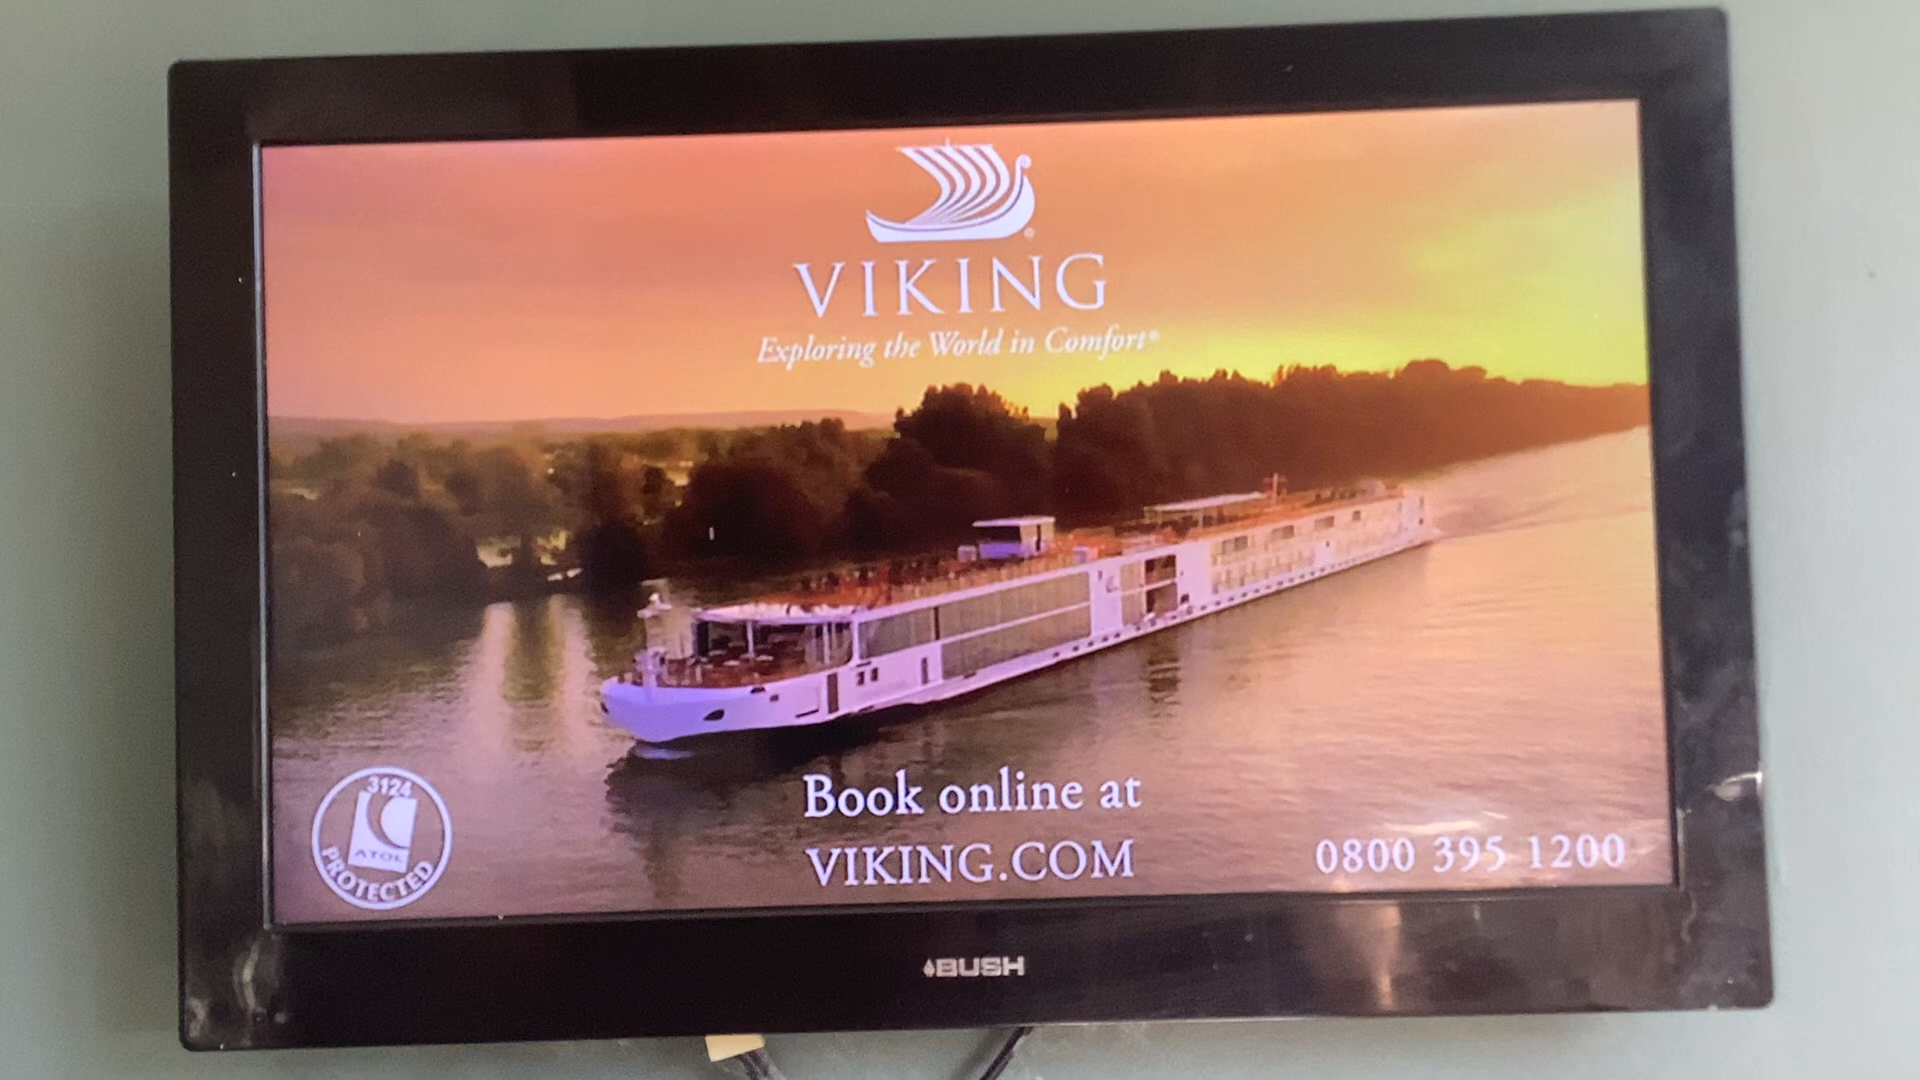 VIKING
Exploring the World in Comfort®
Book online at
VIKING.COM
0800 395 1200
3124
ATOL
PROTECTED
BUSH